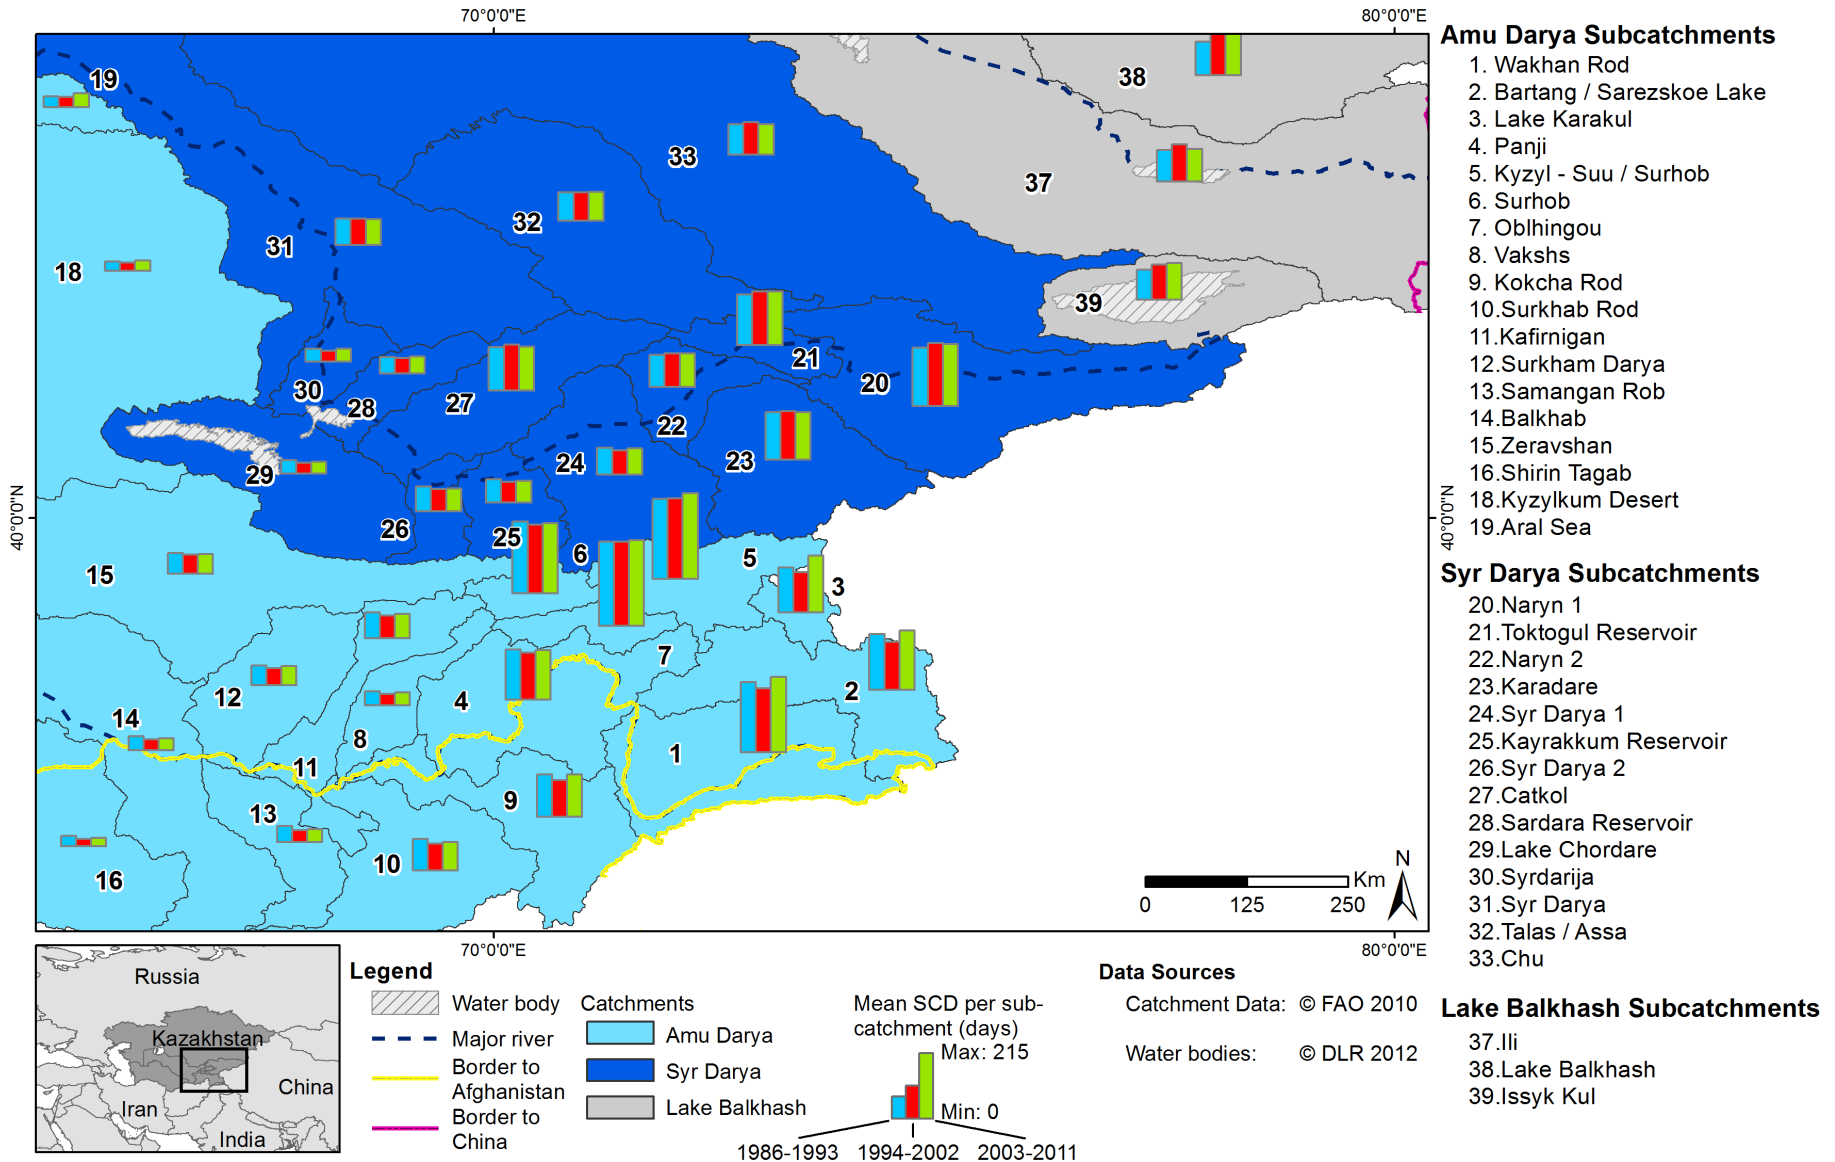 70°0'0"E
80°0'0"E
40°0'0"N
40°0'0"N
70°0'0"E
80°0'0"E
19
38
33
37
32
31
18
39
21
20
30
28
27
22
24
23
29
26
25
6
5
3
15
7
2
12
4
14
8
1
11
9
13
10
16
N
Km
0 125 250
Amu Darya Subcatchments
1. Wakhan Rod
2. Bartang / Sarezskoe Lake
3. Lake Karakul
4. Panji
5. Kyzyl - Suu / Surhob
6. Surhob
7. Oblhingou
8. Vakshs
9. Kokcha Rod
10.Surkhab Rod
11.Kafirnigan
12.Surkham Darya
13.Samangan Rob
14.Balkhab
15.Zeravshan
16.Shirin Tagab
18.Kyzylkum Desert
19.Aral Sea
Syr Darya Subcatchments
20.Naryn 1
21.Toktogul Reservoir
22.Naryn 2
23.Karadare
24.Syr Darya 1
25.Kayrakkum Reservoir
26.Syr Darya 2
27.Catkol
28.Sardara Reservoir
29.Lake Chordare
30.Syrdarija
31.Syr Darya
32.Talas / Assa
33.Chu
Lake Balkhash Subcatchments
37.Ili
38.Lake Balkhash
39.Issyk Kul
Russia
Kazakhstan
China
Iran
India
Legend
Water body
Major river
Border to
Afghanistan
Border to
China
Catchments
Amu Darya
Syr Darya
Lake Balkhash
Mean SCD per sub-
catchment (days)
Max: 215
Min: 0
1986-1993 1994-2002 2003-2011
Data Sources
Catchment Data: © FAO 2010
Water bodies: © DLR 2012